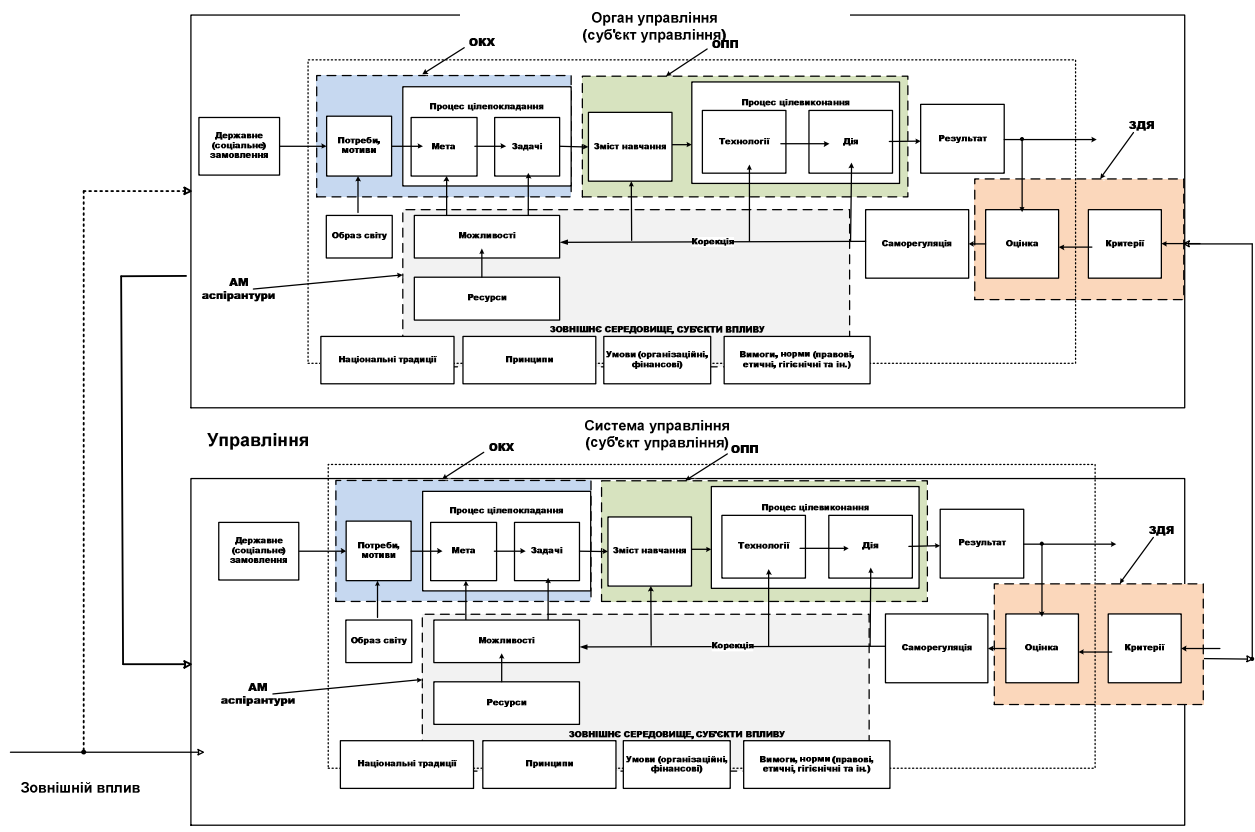 Орган управління
(суб'єкт управління)
ОКХ
ОПП
Процес цілепокладання
Процес цілевиконання
ЗДЯ
Державне
(соціальне)
замовлення
Потреби,
мотиви
Мета
Задачі
Зміст навчання
Технології
Дія
Результат
Образ світу
Можливості
Корекція
Саморегуляція
Оцінка
Критерії
АМ
аспірантури
Ресурси
ЗОВНІШНЄ СЕРЕДОВИЩЕ, СУБ'ЄКТИ ВПЛИВУ
Національні традиції
Принципи
Умови (організаційні,
фінансові)
Вимоги, норми (правові,
етичні, гігієнічні та ін.)
Управління
Система управління
(суб'єкт управління)
ОКХ
ОПП
Процес цілепокладання
Процес цілевиконання
ЗДЯ
Державне
(соціальне)
замовлення
Потреби,
мотиви
Мета
Задачі
Зміст навчання
Технології
Дія
Результат
Образ світу
Можливості
Корекція
Саморегуляція
Оцінка
Критерії
АМ
аспірантури
Ресурси
ЗОВНІШНЄ СЕРЕДОВИЩЕ, СУБ'ЄКТИ ВПЛИВУ
Національні традиції
Принципи
Умови (організаційні,
фінансові)
Вимоги, норми (правові,
етичні, гігієнічні та ін.)
Зовнішній вплив